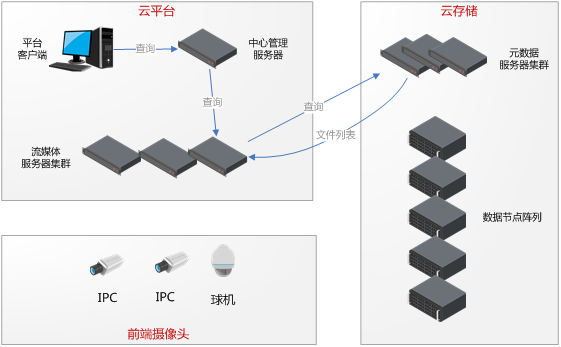 云平台
平台
客户端
查询
中心管理
服务器
查询
流媒体
服务器集群
查询
文件列表
云存储
元数据
服务器集群
数据节点阵列
IPC
IPC
球机
前端摄像头